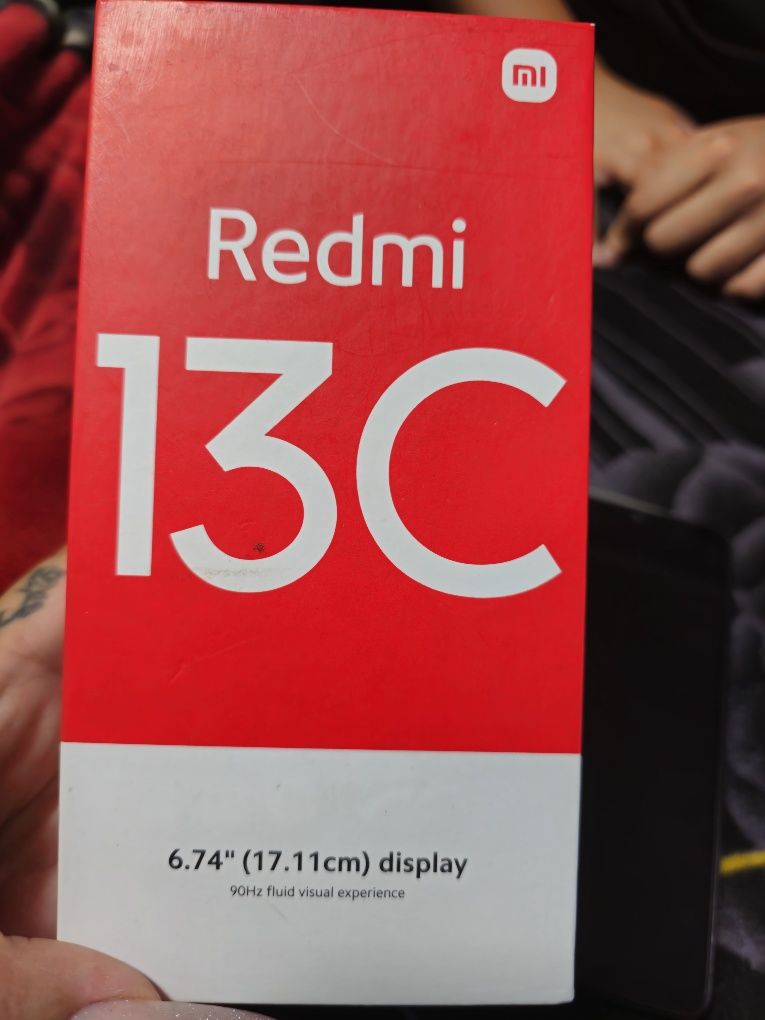 mi
Redmi
13C
6.74" (17.11cm) display
90Hz fluid visual experience